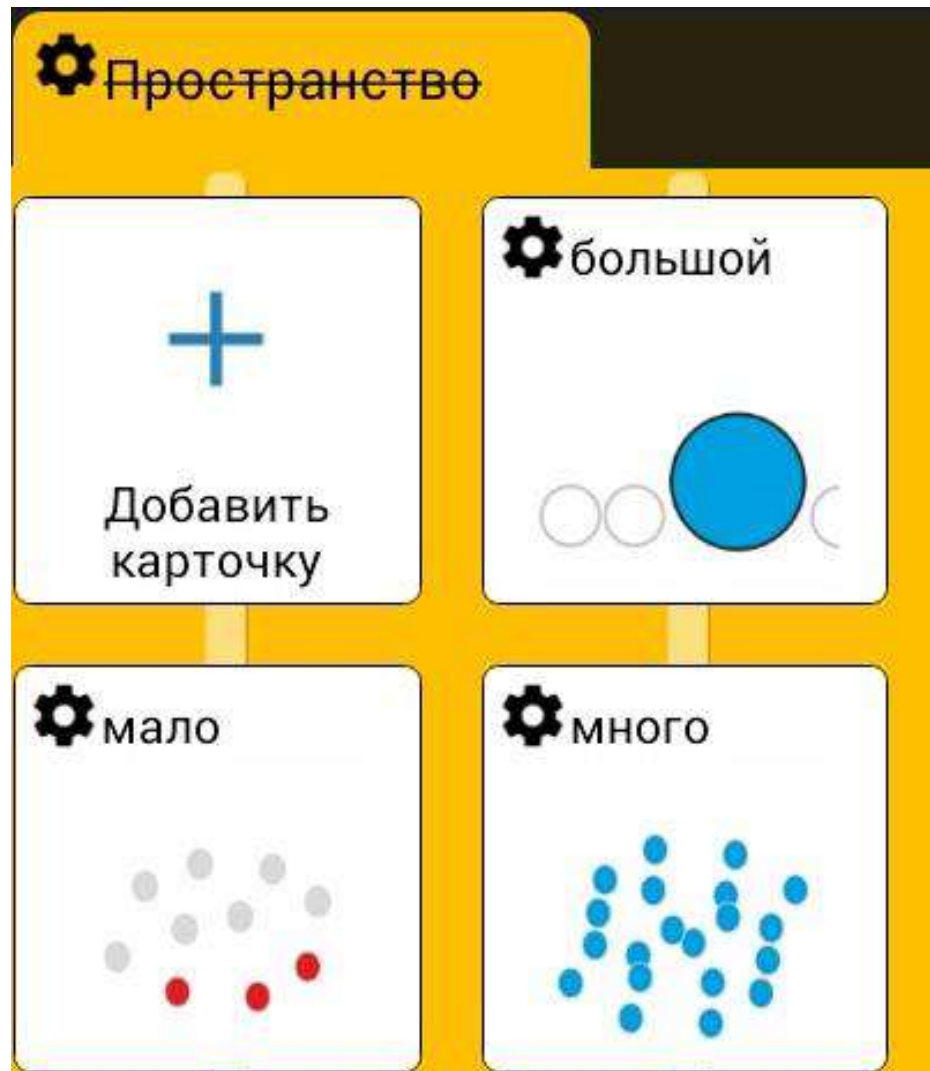 Пространство
Добавить
карточку
большой
мало
много